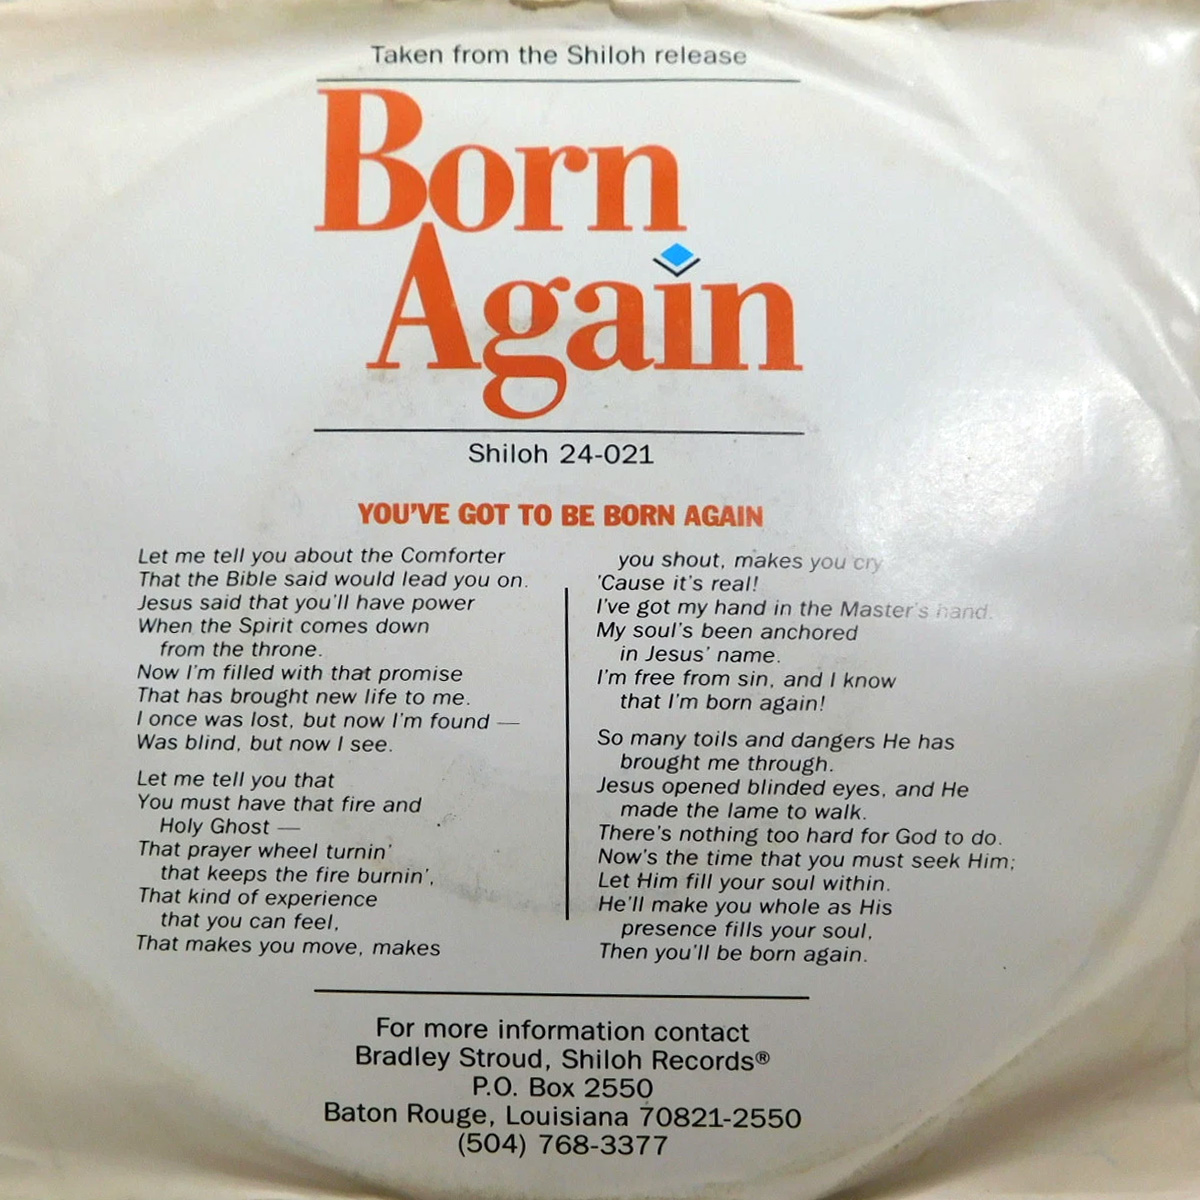 Taken from the Shiloh release
Born
Again
Shiloh 24-021
YOU'VE GOT TO BE BORN AGAIN
Let me tell you about the Comforter
That the Bible said would lead you on.
Jesus said that you'll have power
When the Spirit comes down
from the throne.
Now I'm filled with that promise
That has brought new life to me.
I once was lost, but now I'm found —
Was blind, but now I see.
Let me tell you that
You must have that fire and
Holy Ghost —
That prayer wheel turnin'
that keeps the fire burnin',
That kind of experience
that you can feel,
That makes you move, makes
you shout, makes you cry
'Cause it's real!
I've got my hand in the Master's hand.
My soul's been anchored
in Jesus' name.
I'm free from sin, and I know
that I'm born again!
So many toils and dangers He has
brought me through.
Jesus opened blinded eyes, and He
made the lame to walk.
There's nothing too hard for God to do.
Now's the time that you must seek Him;
Let Him fill your soul within.
He'll make you whole as His
presence fills your soul,
Then you'll be born again.
For more information contact
Bradley Stroud, Shiloh Records®
P.O. Box 2550
Baton Rouge, Louisiana 70821-2550
(504) 768-3377